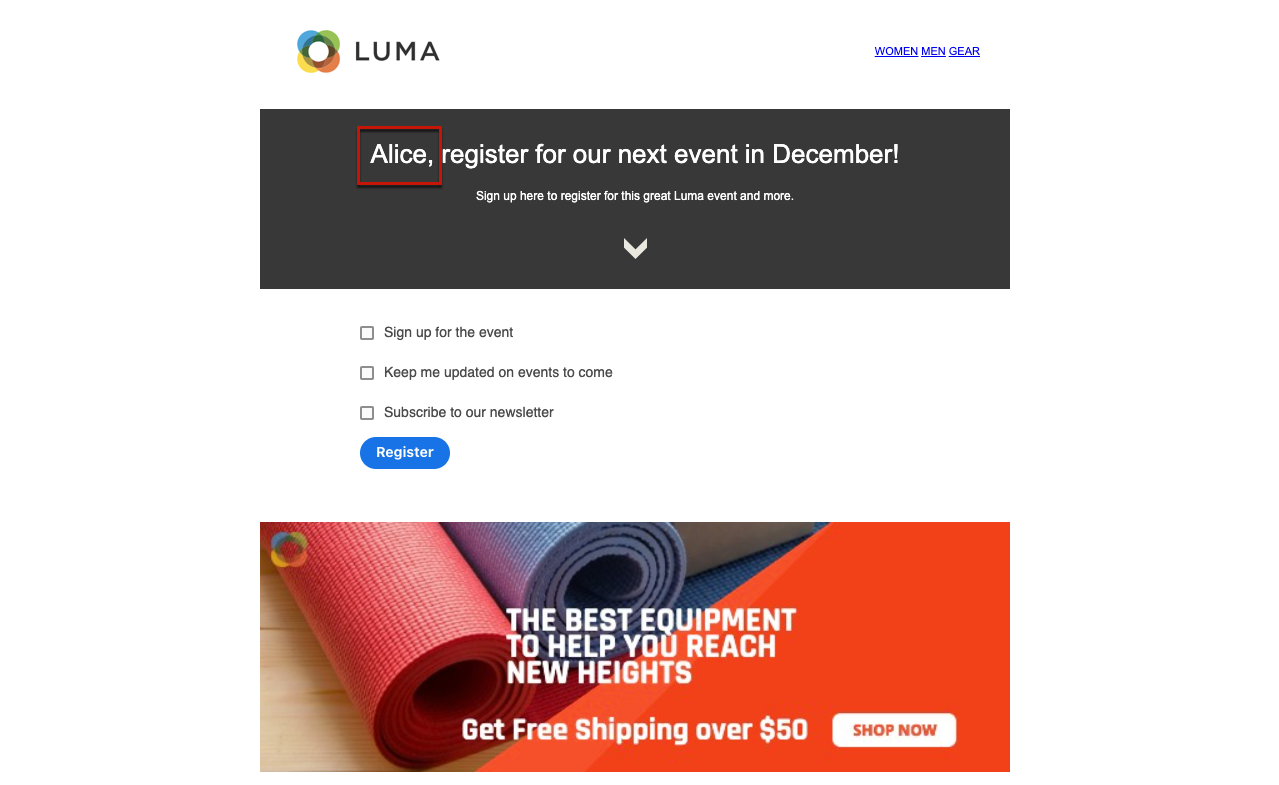 LUMA
WOMEN MEN GEAR
Alice, register for our next event in December!
Sign up here to register for this great Luma event and more.
Sign up for the event
Keep me updated on events to come
Subscribe to our newsletter
Register
THE BEST EQUIPMENT
TO HELP YOU REACH
NEW HEIGHTS
Get Free Shipping over $50
SHOP NOW